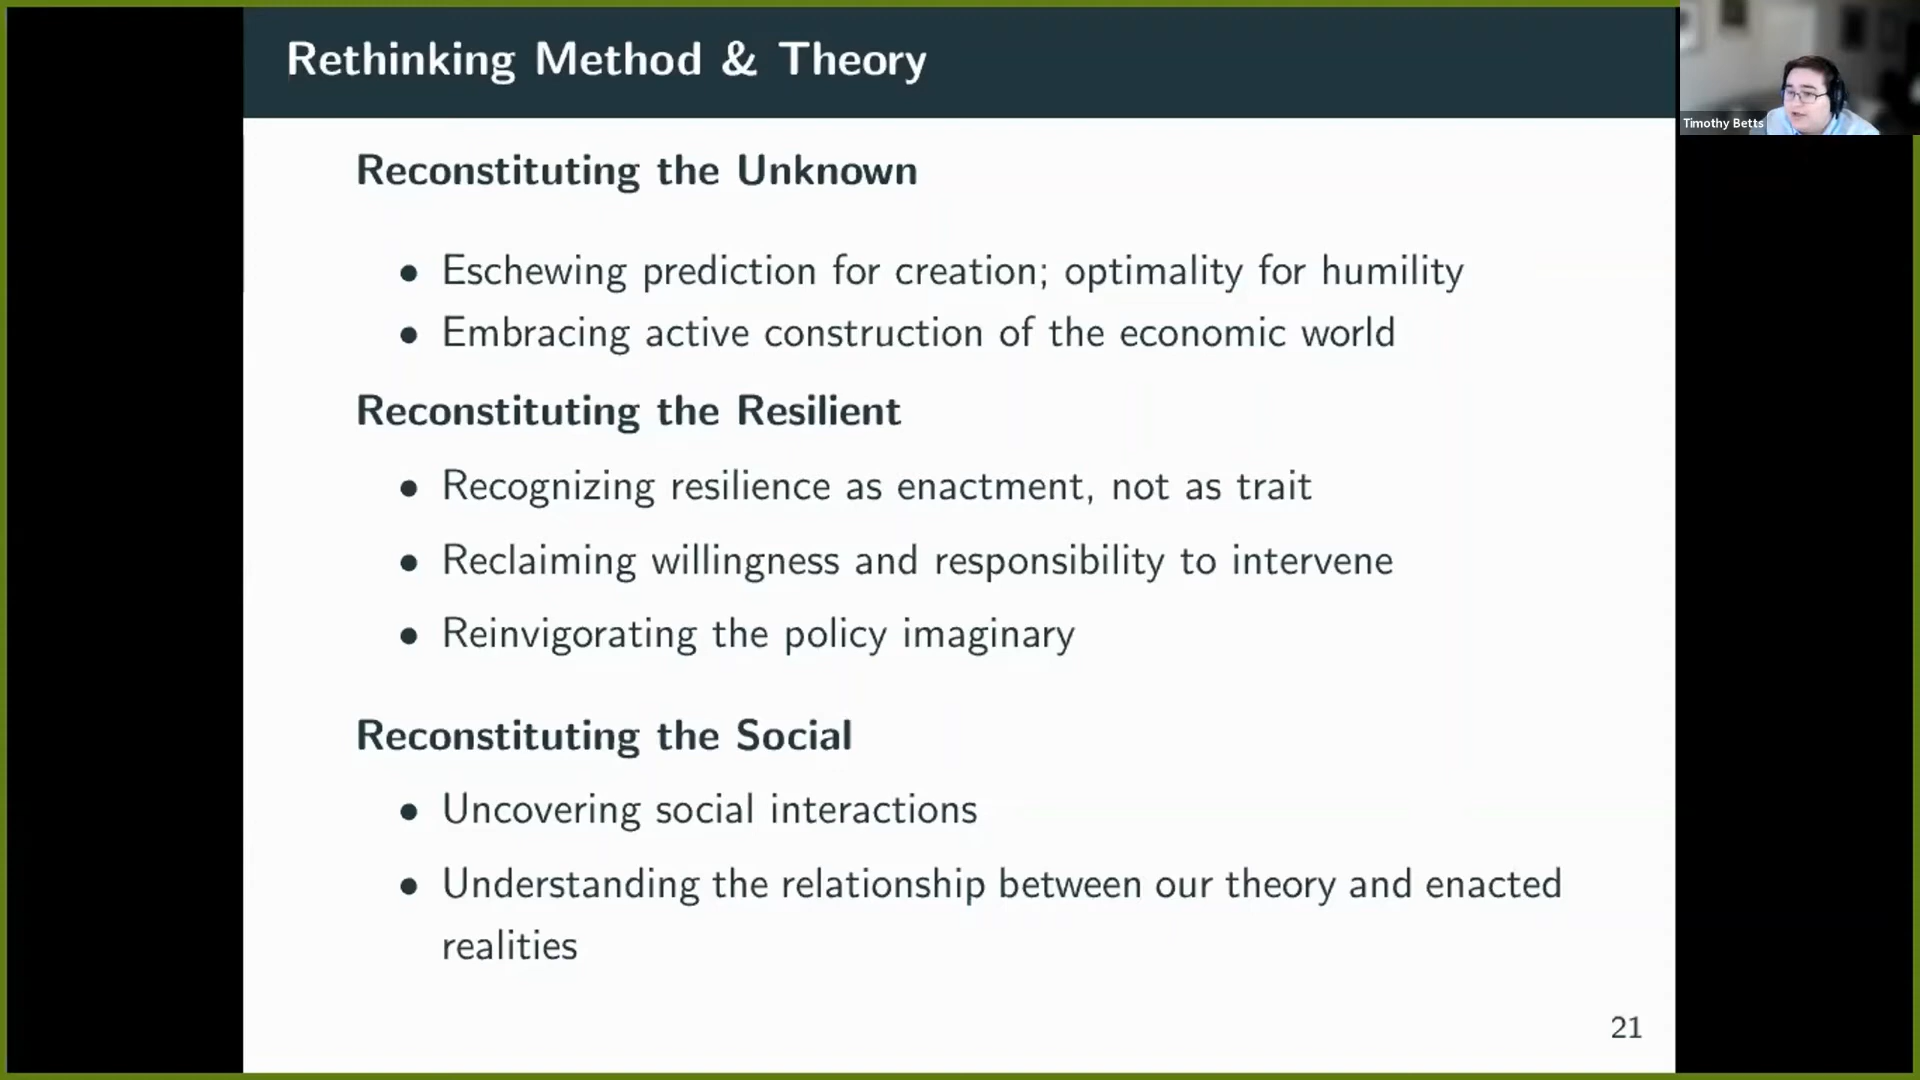 Rethinking Method & Theory
Timothy Betts
Reconstituting the Unknown
• Eschewing prediction for creation; optimality for humility
• Embracing active construction of the economic world
Reconstituting the Resilient
• Recognizing resilience as enactment, not as trait
• Reclaiming willingness and responsibility to intervene
• Reinvigorating the policy imaginary
Reconstituting the Social
• Uncovering social interactions
• Understanding the relationship between our theory and enacted
realities
21